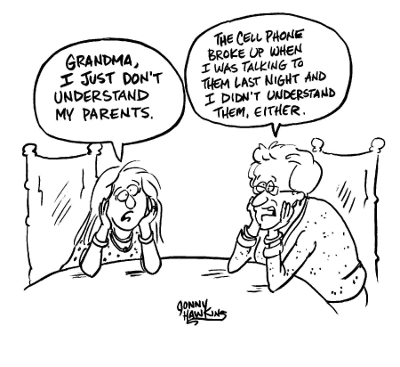 GRANDMA,
I JUST DON'T
UNDERSTAND
MY PARENTS.
THE CELL PHONE
BROKE UP WHEN
I WAS TALKING TO
THEM LAST NIGHT AND
I DIDN'T UNDERSTAND
THEM, EITHER.
JONNY
HAWKINS